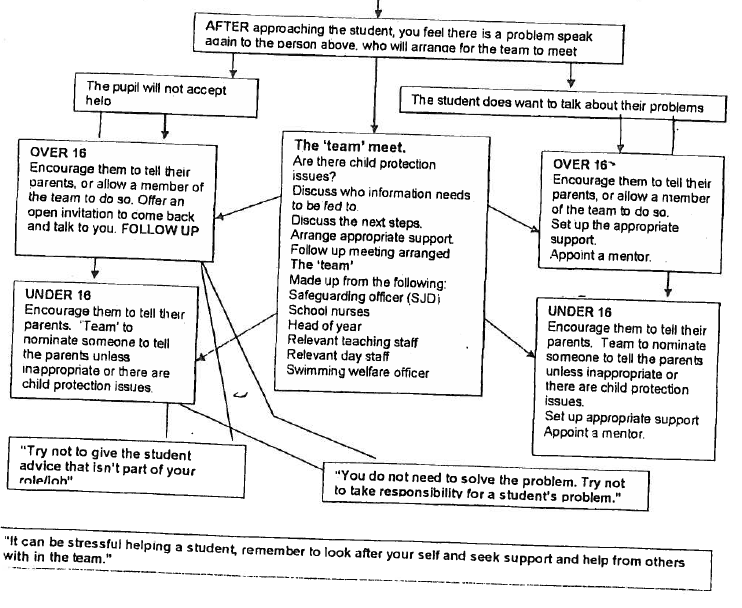 AFTER approaching the student, you feel there is a problem speak
again to the person above, who will arrange for the team to meet
The pupil will not accept
help
The student does want to talk about their problems
OVER 16
Encourage them to tell their
parents, or allow a member of
the team to do so. Offer an
open invitation to come back
and talk to you. FOLLOW UP
The 'team' meet.
Are there child protection
issues?
Discuss who information needs
to be fed to.
Discuss the next steps.
Arrange appropriate support
Follow up meeting arranged
The 'team'
Made up from the following:
Safeguarding officer (SJD)
School nurses
Head of year
Relevant teaching staff
Relevant day staff
Swimming welfare officer
OVER 16
Encourage them to tell their
parents, or allow a member
of the team to do so.
Set up the appropriate
support.
Appoint a mentor.
UNDER 16
Encourage them to tell their
parents. 'Team' to
nominate someone to tell
the parents unless
inappropriate or there are
child protection issues.
UNDER 16
Encourage them to tell their
parents. Team to nominate
someone to tell the parents
unless inappropriate or
there are child protection
issues.
Set up appropriate support
Appoint a mentor.
"Try not to give the student
advice that isn't part of your
role/job"
"You do not need to solve the problem. Try not
to take responsibility for a student's problem."
"It can be stressful helping a student, remember to look after your self and seek support and help from others
with in the team."